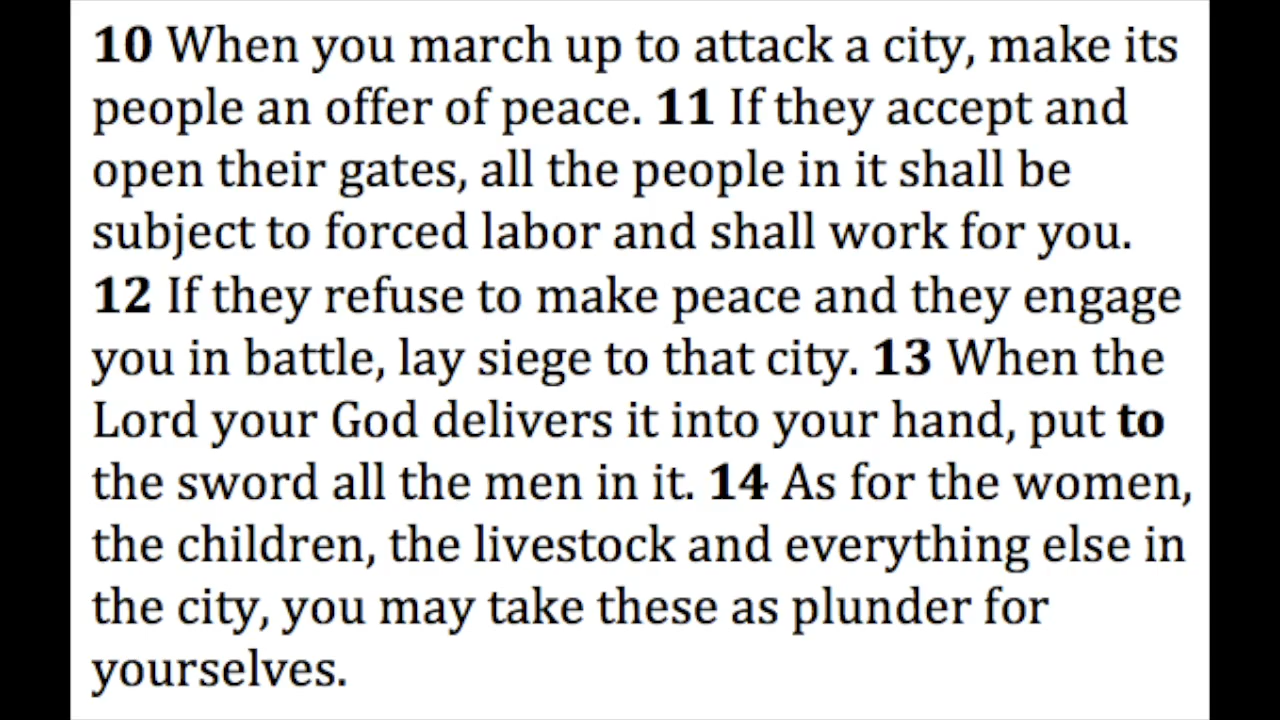 10 When you march up to attack a city, make its
people an offer of peace. 11 If they accept and
open their gates, all the people in it shall be
subject to forced labor and shall work for you.
12 If they refuse to make peace and they engage
you in battle, lay siege to that city. 13 When the
Lord your God delivers it into your hand, put to
the sword all the men in it. 14 As for the women,
the children, the livestock and everything else in
the city, you may take these as plunder for
yourselves.